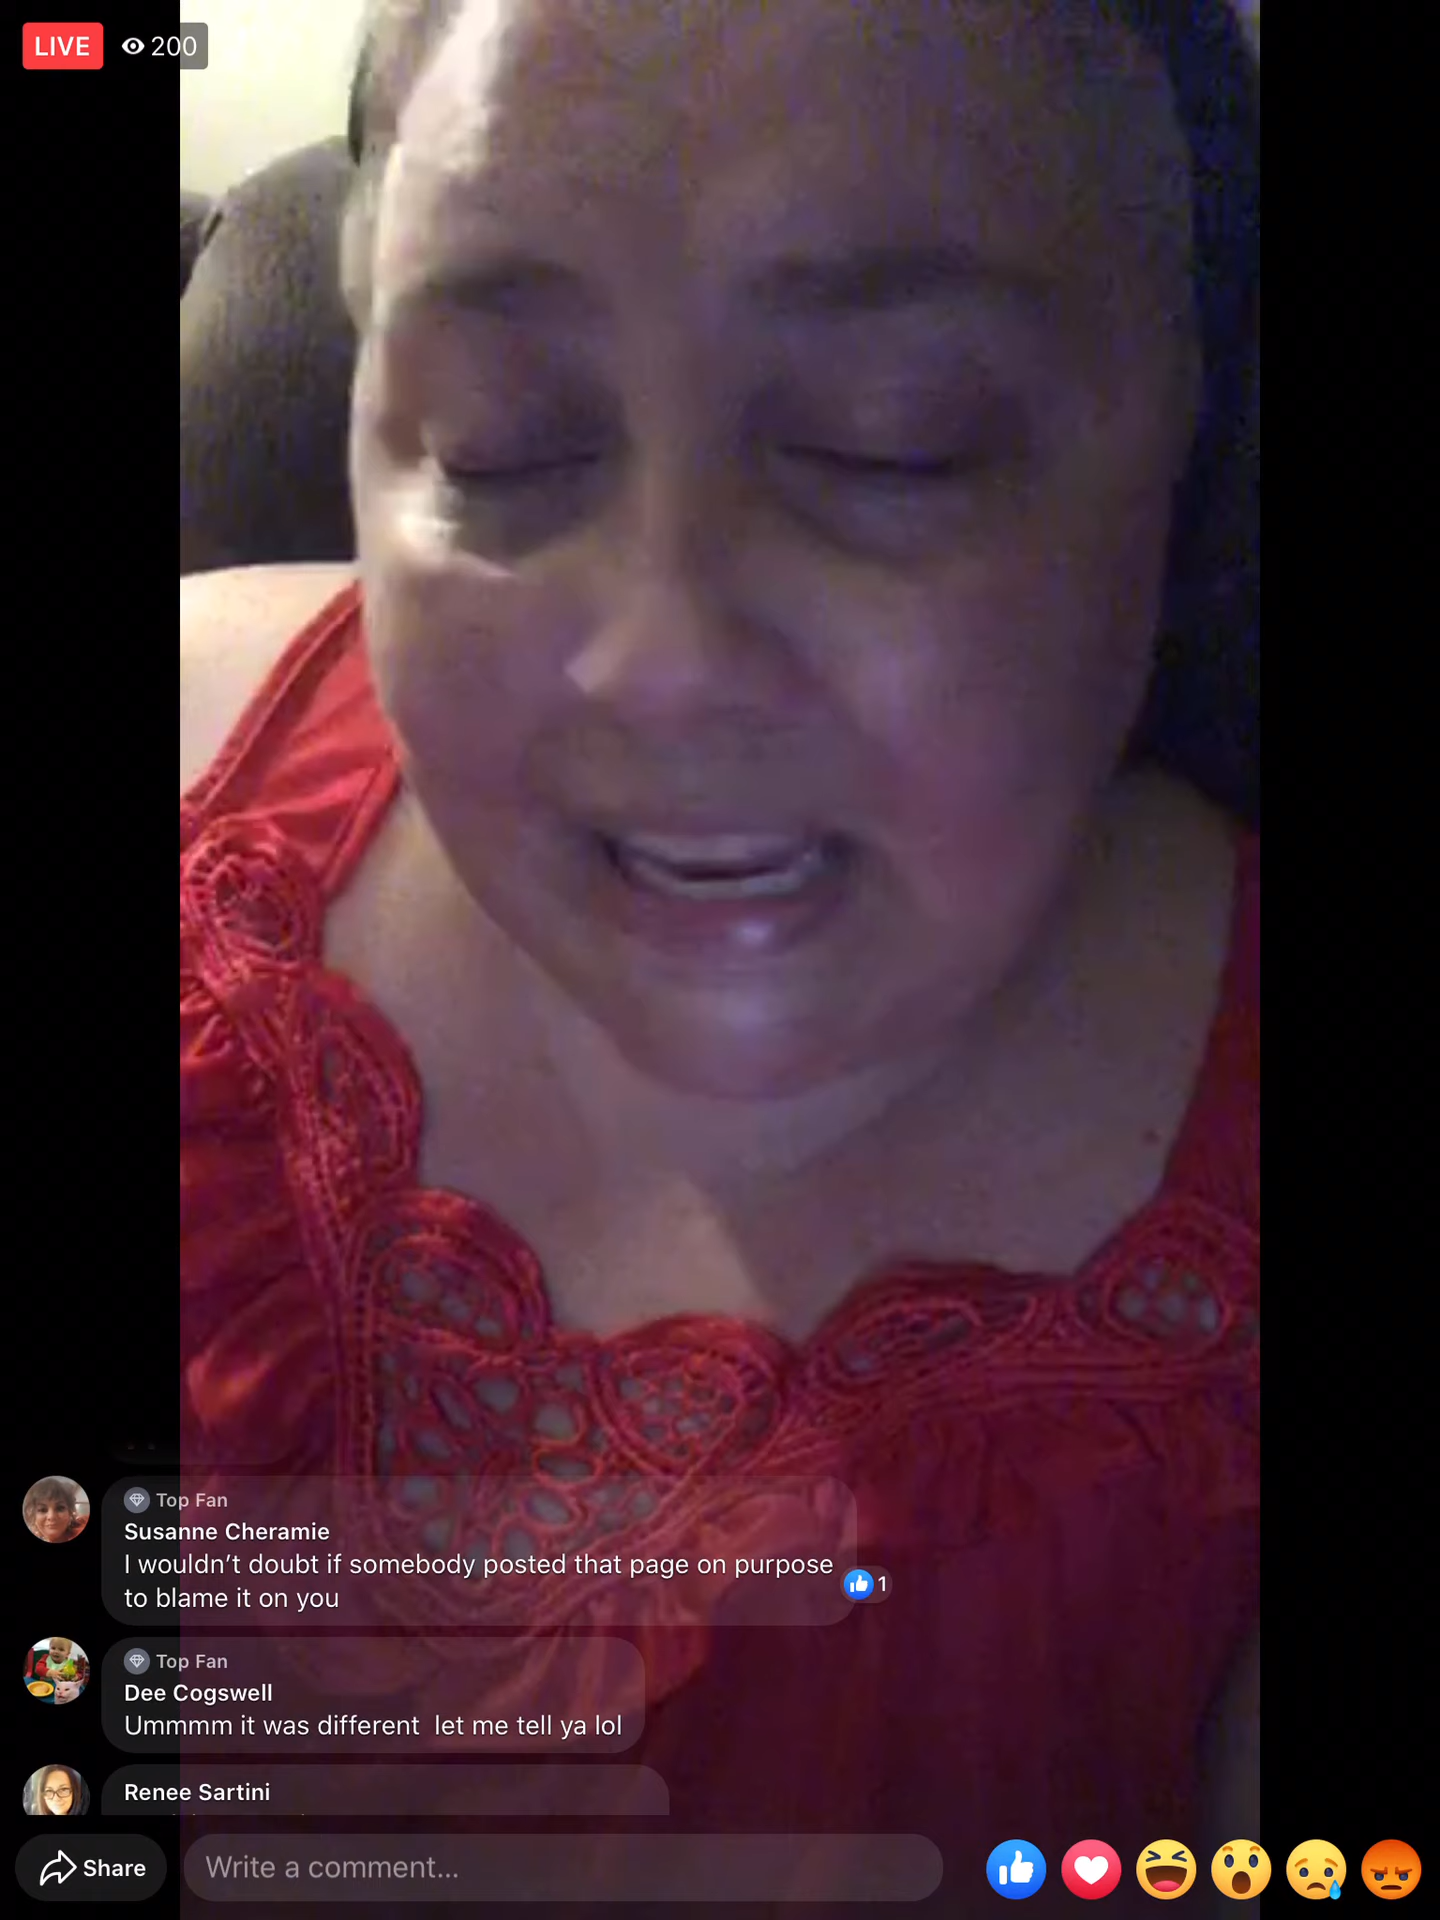 LIVE 200
Top Fan
Susanne Cheramie
I wouldn’t doubt if somebody posted that page on purpose
to blame it on you
1
Top Fan
Dee Cogswell
Ummmm it was different  let me tell ya lol
Renee Sartini
Share
Write a comment...